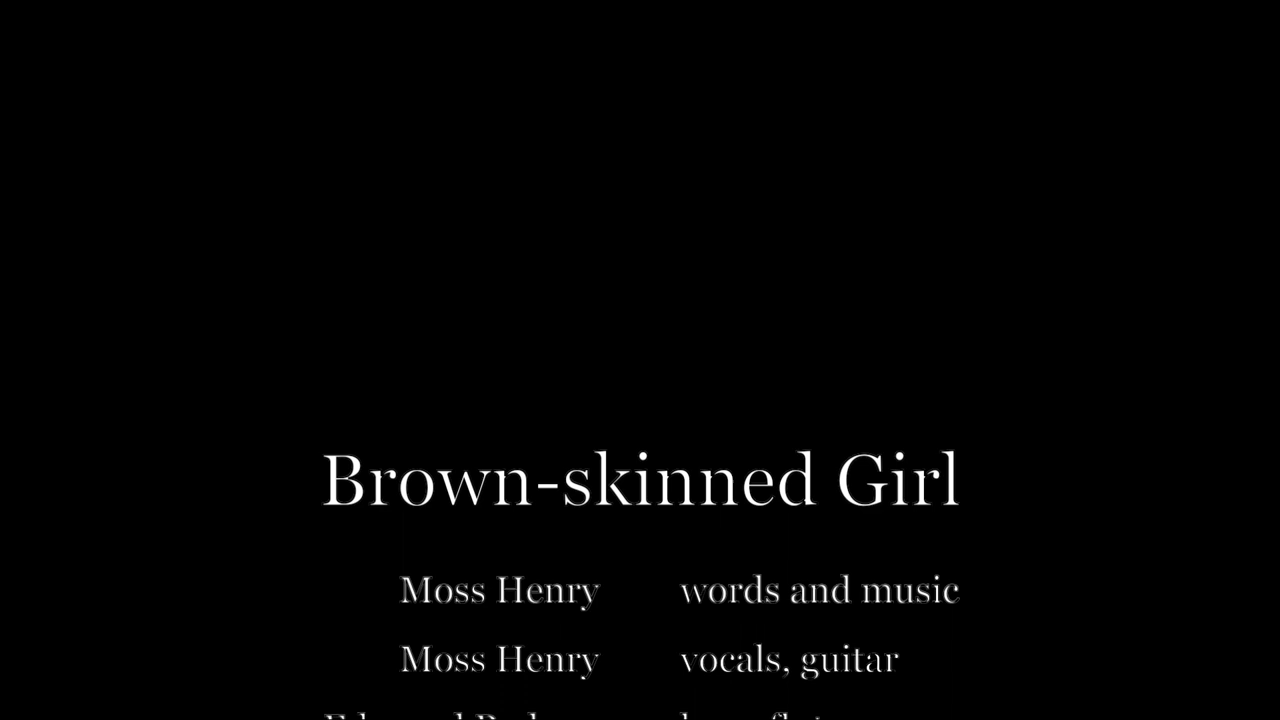 Brown-skinned Girl
Moss Henry words and music
Moss Henry vocals, guitar